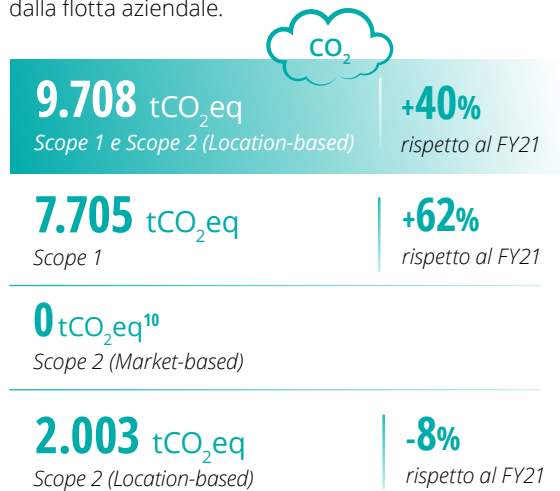 dalla flotta aziendale.
CO₂
9.708 tCO₂eq
Scope 1 e Scope 2 (Location-based)
+40%
rispetto al FY21
7.705 tCO₂eq
Scope 1
+62%
rispetto al FY21
0 tCO₂eq¹⁰
Scope 2 (Market-based)
2.003 tCO₂eq
Scope 2 (Location-based)
-8%
rispetto al FY21